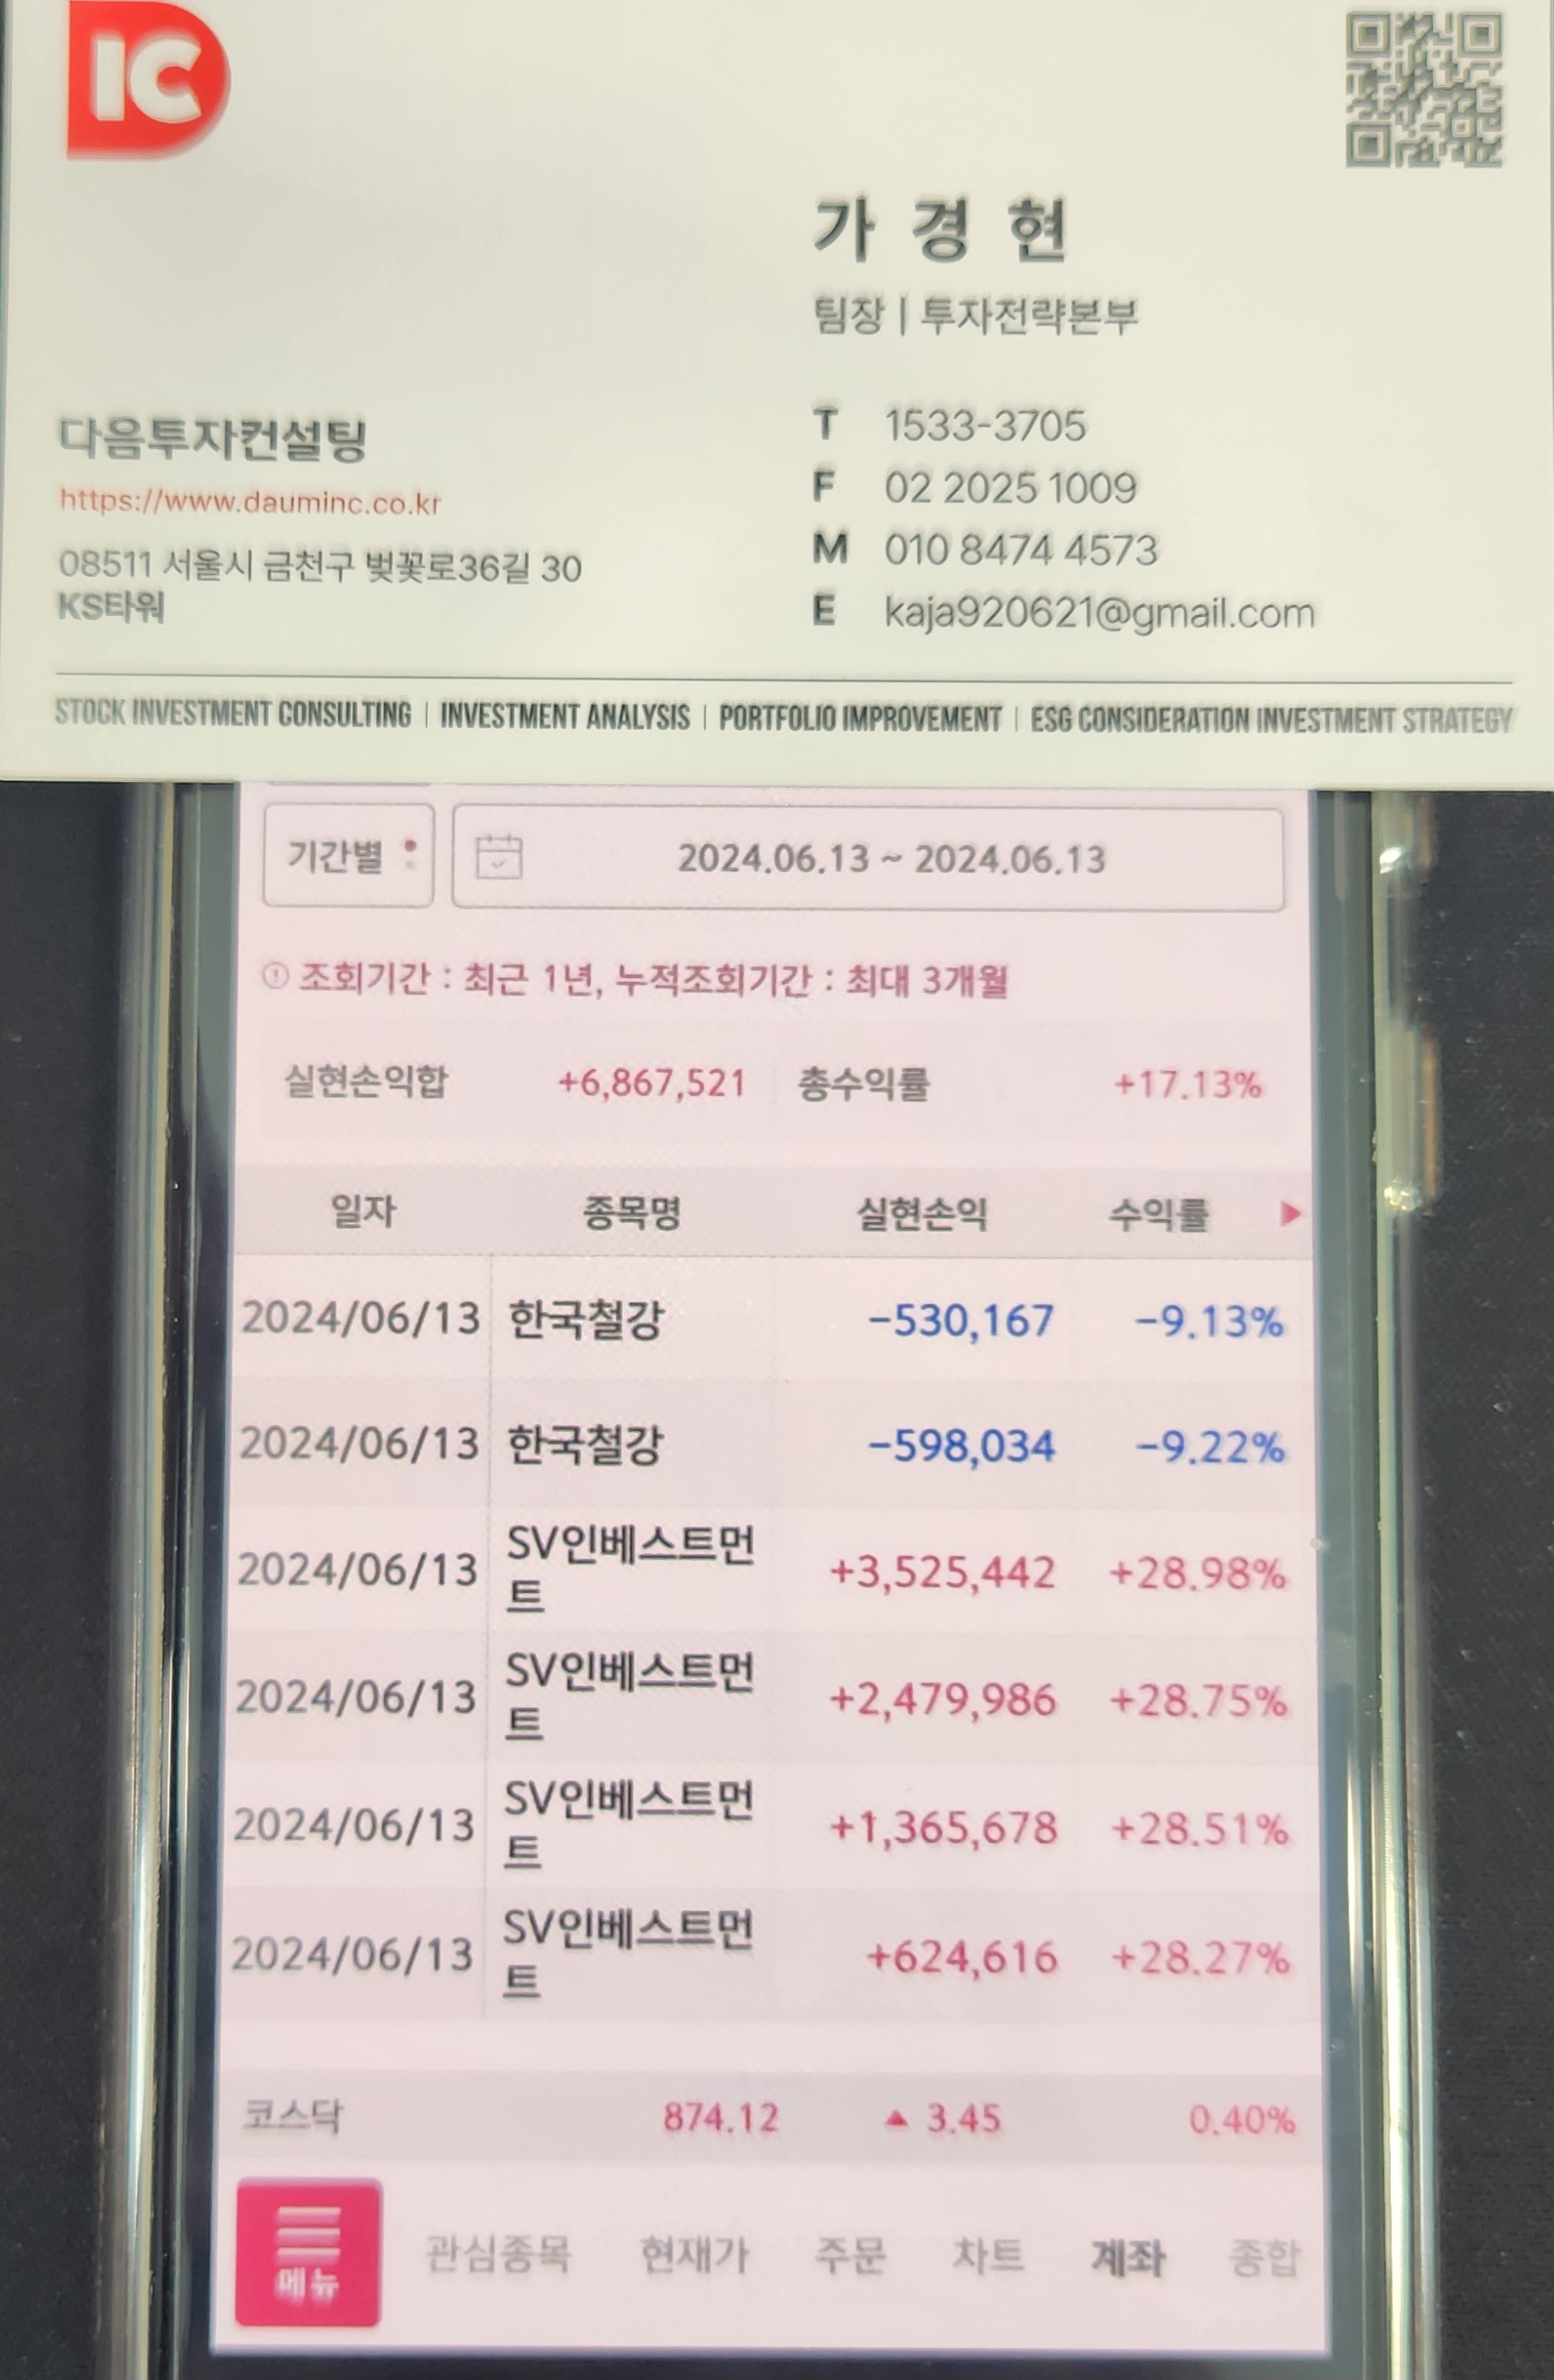 IC
가 경 현
팀장 | 투자전략본부
다음투자컨설팅
https://www.dauminc.co.kr
08511 서울시 금천구 벚꽃로36길 30
KS타워
T 1533-3705
F 02 2025 1009
M 010 8474 4573
E kaja920621@gmail.com
STOCK INVESTMENT CONSULTING | INVESTMENT ANALYSIS | PORTFOLIO IMPROVEMENT | ESG CONSIDERATION INVESTMENT STRATEGY
기간별 2024.06.13 ~ 2024.06.13
조회기간 : 최근 1년, 누적조회기간 : 최대 3개월
실현손익합 +6,867,521 총수익률 +17.13%
일자 종목명 실현손익 수익률
2024/06/13 한국철강 -530,167 -9.13%
2024/06/13 한국철강 -598,034 -9.22%
2024/06/13 SV인베스트먼 +3,525,442 +28.98%
트
2024/06/13 SV인베스트먼 +2,479,986 +28.75%
트
2024/06/13 SV인베스트먼 +1,365,678 +28.51%
트
2024/06/13 SV인베스트먼 +624,616 +28.27%
트
코스닥 874.12 ▲ 3.45 0.40%
메뉴 관심종목 현재가 주문 차트 계좌 종합